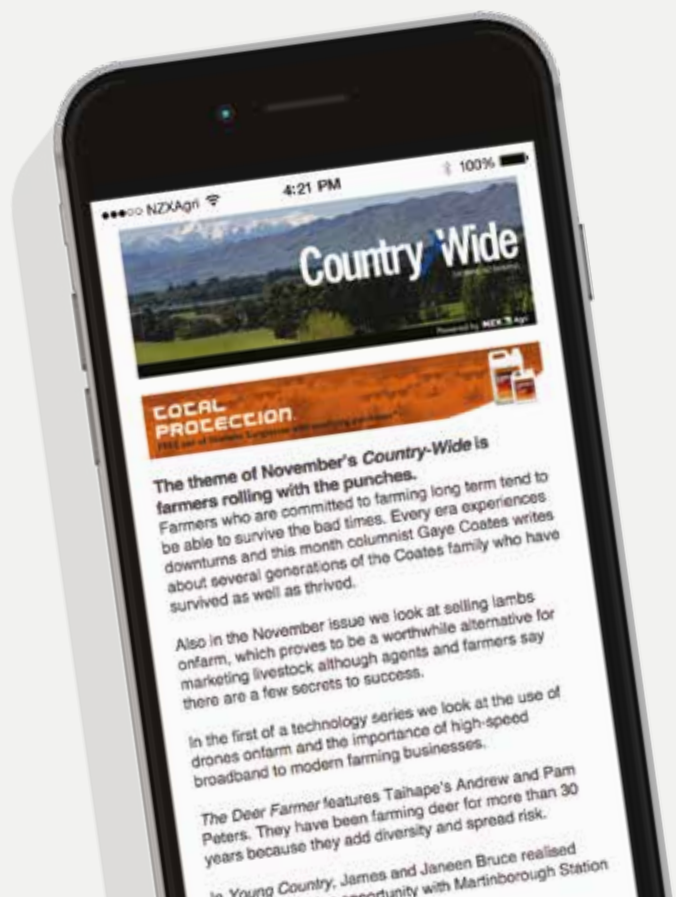 NZXAgri 4:21 PM 100%
Country Wide
Powered by NZX Agri
TOTAL
PROTECTION
The theme of November's Country-Wide is
farmers rolling with the punches.
Farmers who are committed to farming long term tend to
be able to survive the bad times. Every era experiences
downturns and this month columnist Gaye Coates writes
about several generations of the Coates family who have
survived as well as thrived.
Also in the November issue we look at selling lambs
onfarm, which proves to be a worthwhile alternative for
marketing livestock although agents and farmers say
there are a few secrets to success.
In the first of a technology series we look at the use of
drones onfarm and the importance of high-speed
broadband to modern farming businesses.
The Deer Farmer features Taihape's Andrew and Pam
Peters. They have been farming deer for more than 30
years because they add diversity and spread risk.
In Young Country, James and Janeen Bruce realised
opportunity with Martinborough Station